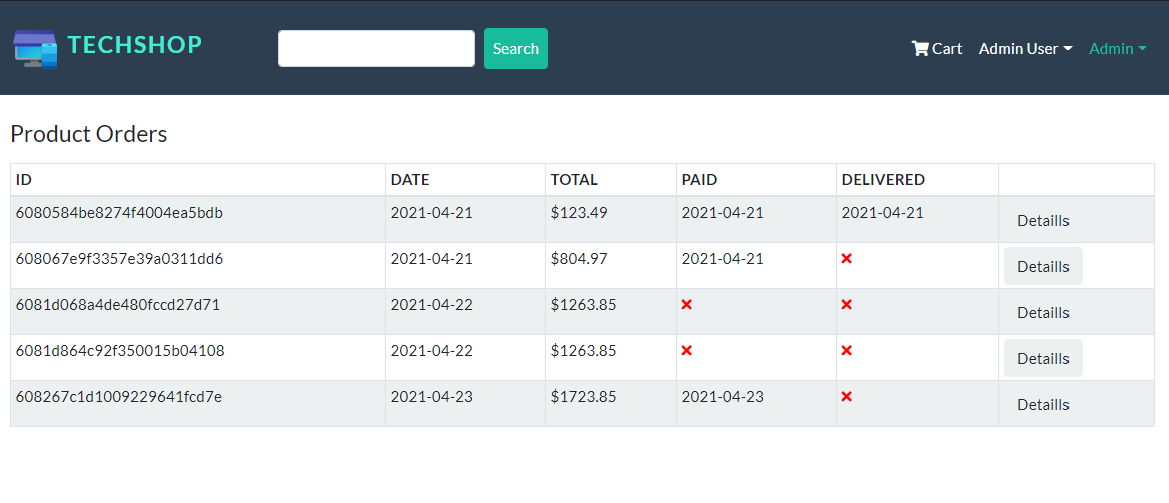 TECHSHOP Search Cart Admin User Admin
Product Orders
ID DATE TOTAL PAID DELIVERED
6080584be8274f4004ea5bdb 2021-04-21 $123.49 2021-04-21 2021-04-21 Detaills
608067e9f3357e39a0311dd6 2021-04-21 $804.97 2021-04-21 Detaills
6081d068a4de480fccd27d71 2021-04-22 $1263.85 Detaills
6081d864c92f350015b04108 2021-04-22 $1263.85 Detaills
608267c1d1009229641fcd7e 2021-04-23 $1723.85 2021-04-23 Detaills